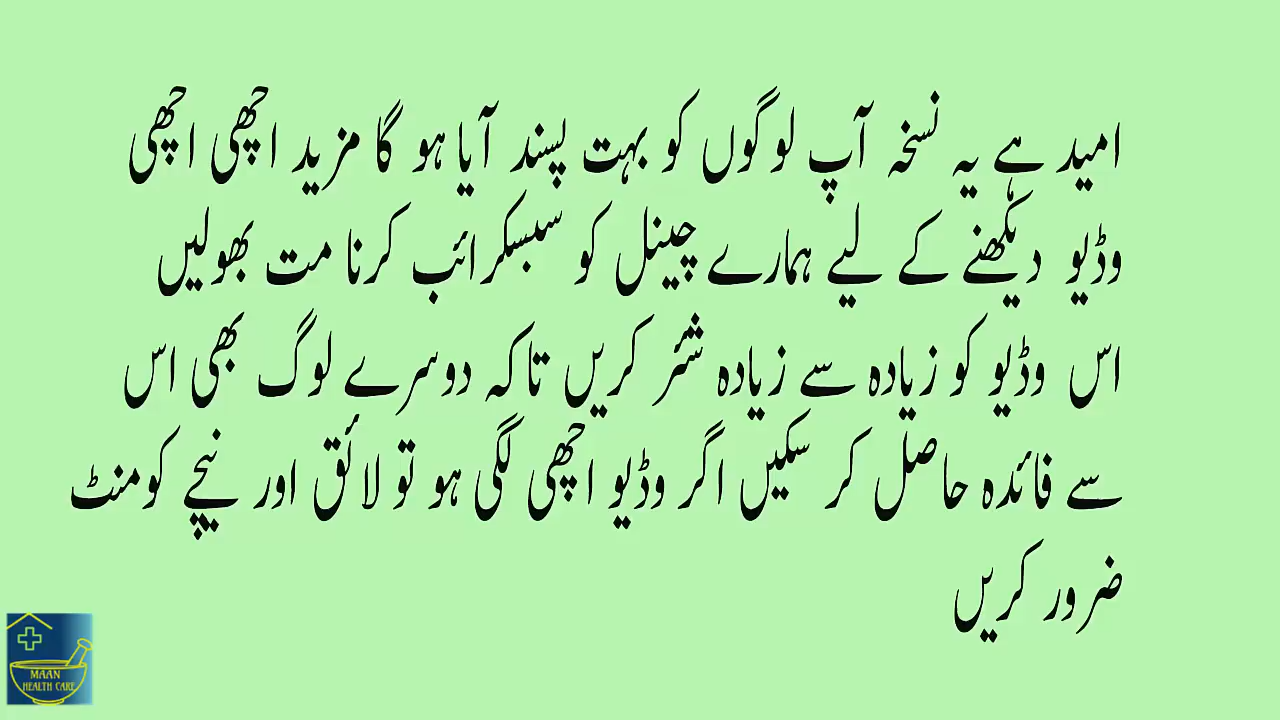 امید ہے یہ نسخہ آپ لوگوں کو بہت پسند آیا ہو گا مزید اچھی اچھی
وڈیو دیکھنے کے لیے ہمارے چینل کو سبسکرائب کرنا مت بھولیں
اس وڈیو کو زیادہ سے زیادہ شئر کریں تاکہ دوسرے لوگ بھی اس
سے فائدہ حاصل کر سکیں اگر وڈیو اچھی لگی ہو تو لائق اور نیچے کومنٹ
ضرور کریں
MAAN
HEALTH CARE